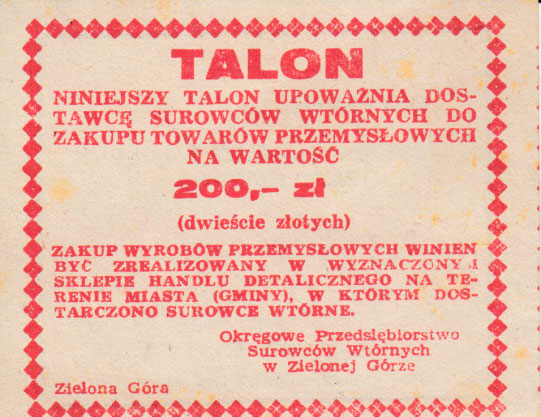 TALON
NINIEJSZY TALON UPOWAŻNIA DOS-
TAWCĘ SUROWCÓW WTÓRNYCH DO
ZAKUPU TOWARÓW PRZEMYSŁOWYCH
NA WARTOŚĆ
200,- zł
(dwieście złotych)
ZAKUP WYROBÓW PRZEMYSŁOWYCH WINIEN
BYĆ ZREALIZOWANY W WYZNACZONYM
SKLEPIE HANDLU DETALICZNEGO NA TE-
RENIE MIASTA (GMINY), W KTÓRYM DOS-
TARCZONO SUROWCE WTÓRNE.
Okręgowe Przedsiębiorstwo
Surowców Wtórnych
w Zielonej Górze
Zielona Góra